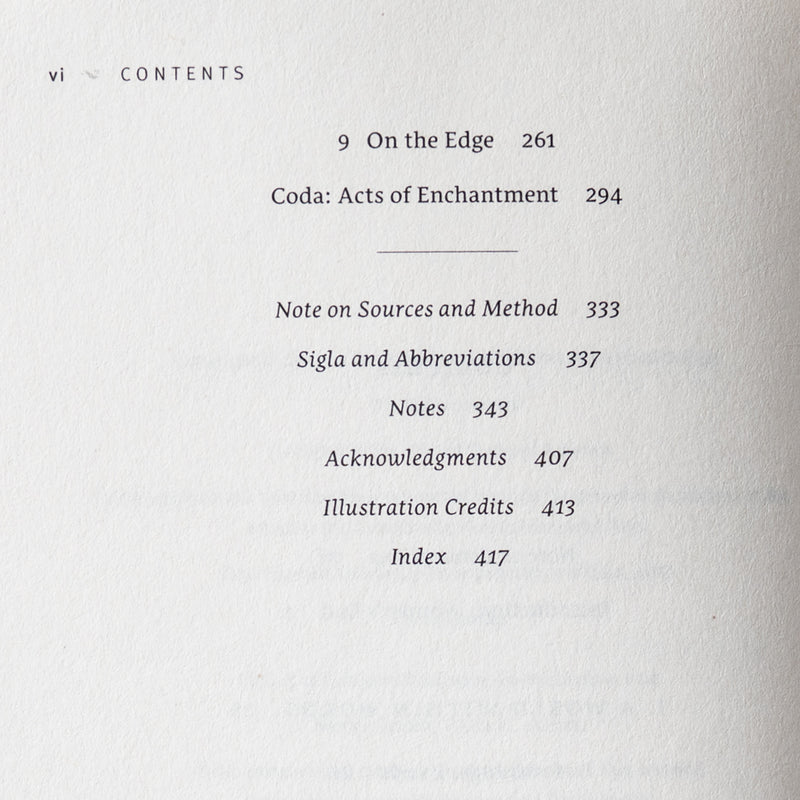 vi CONTENTS
9 On the Edge 261
Coda: Acts of Enchantment 294
Note on Sources and Method 333
Sigla and Abbreviations 337
Notes 343
Acknowledgments 407
Illustration Credits 413
Index 417